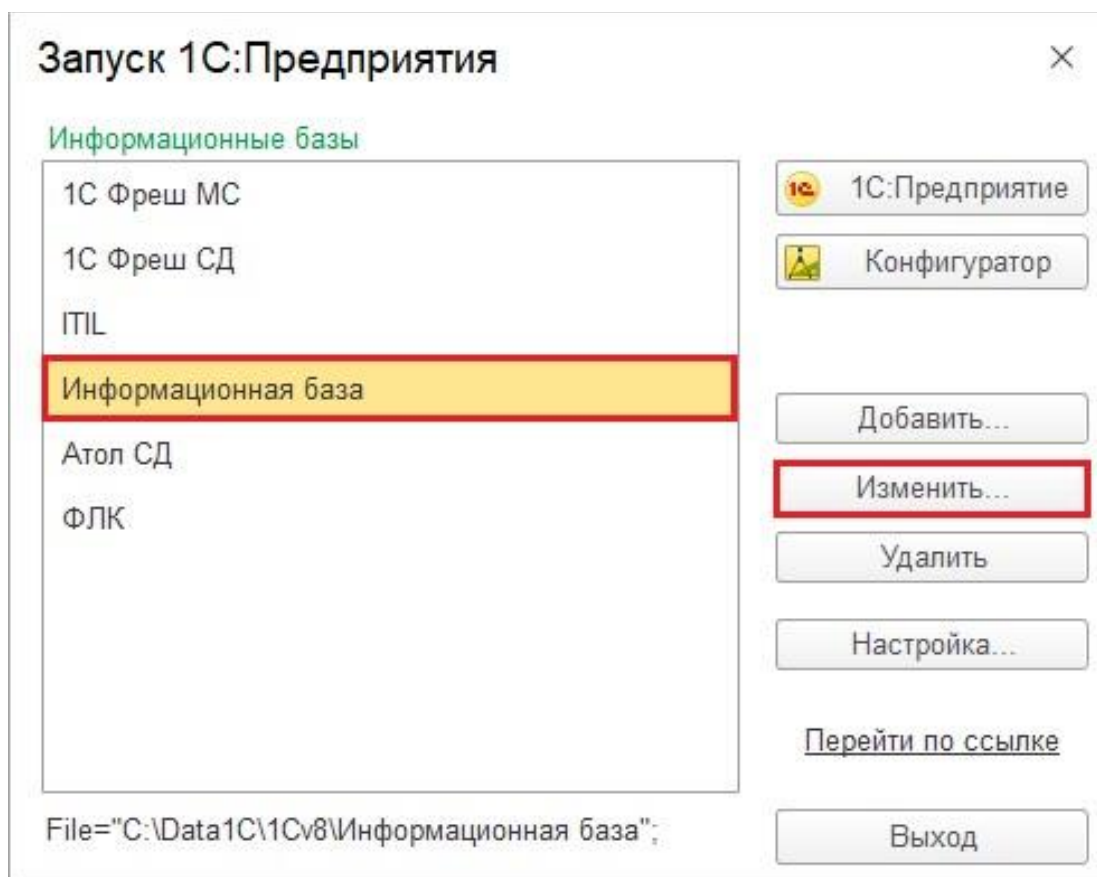 Запуск 1С:Предприятия
Информационные базы
1С Фреш МС
1С Фреш СД
ITIL
Информационная база
Атол СД
ФЛК
File="C:\Data1C\1Cv8\Информационная база";
1С 1С:Предприятие
Конфигуратор
Добавить...
Изменить...
Удалить
Настройка...
Перейти по ссылке
Выход